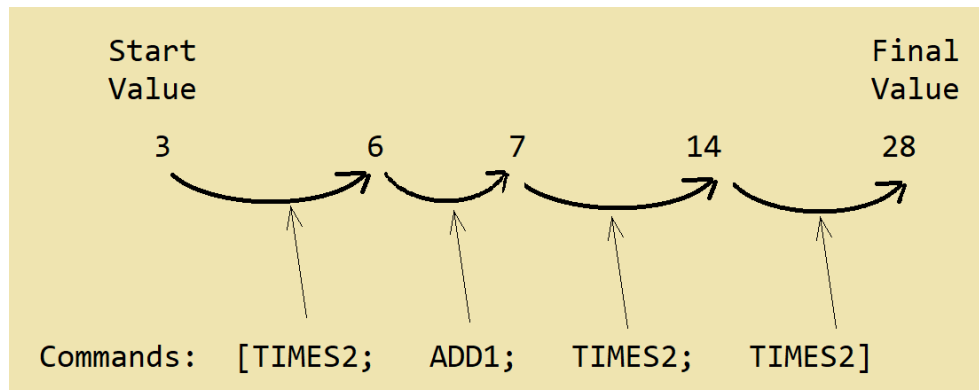 Start Final
Value Value
3 6 7 14 28
Commands: [TIMES2; ADD1; TIMES2; TIMES2]